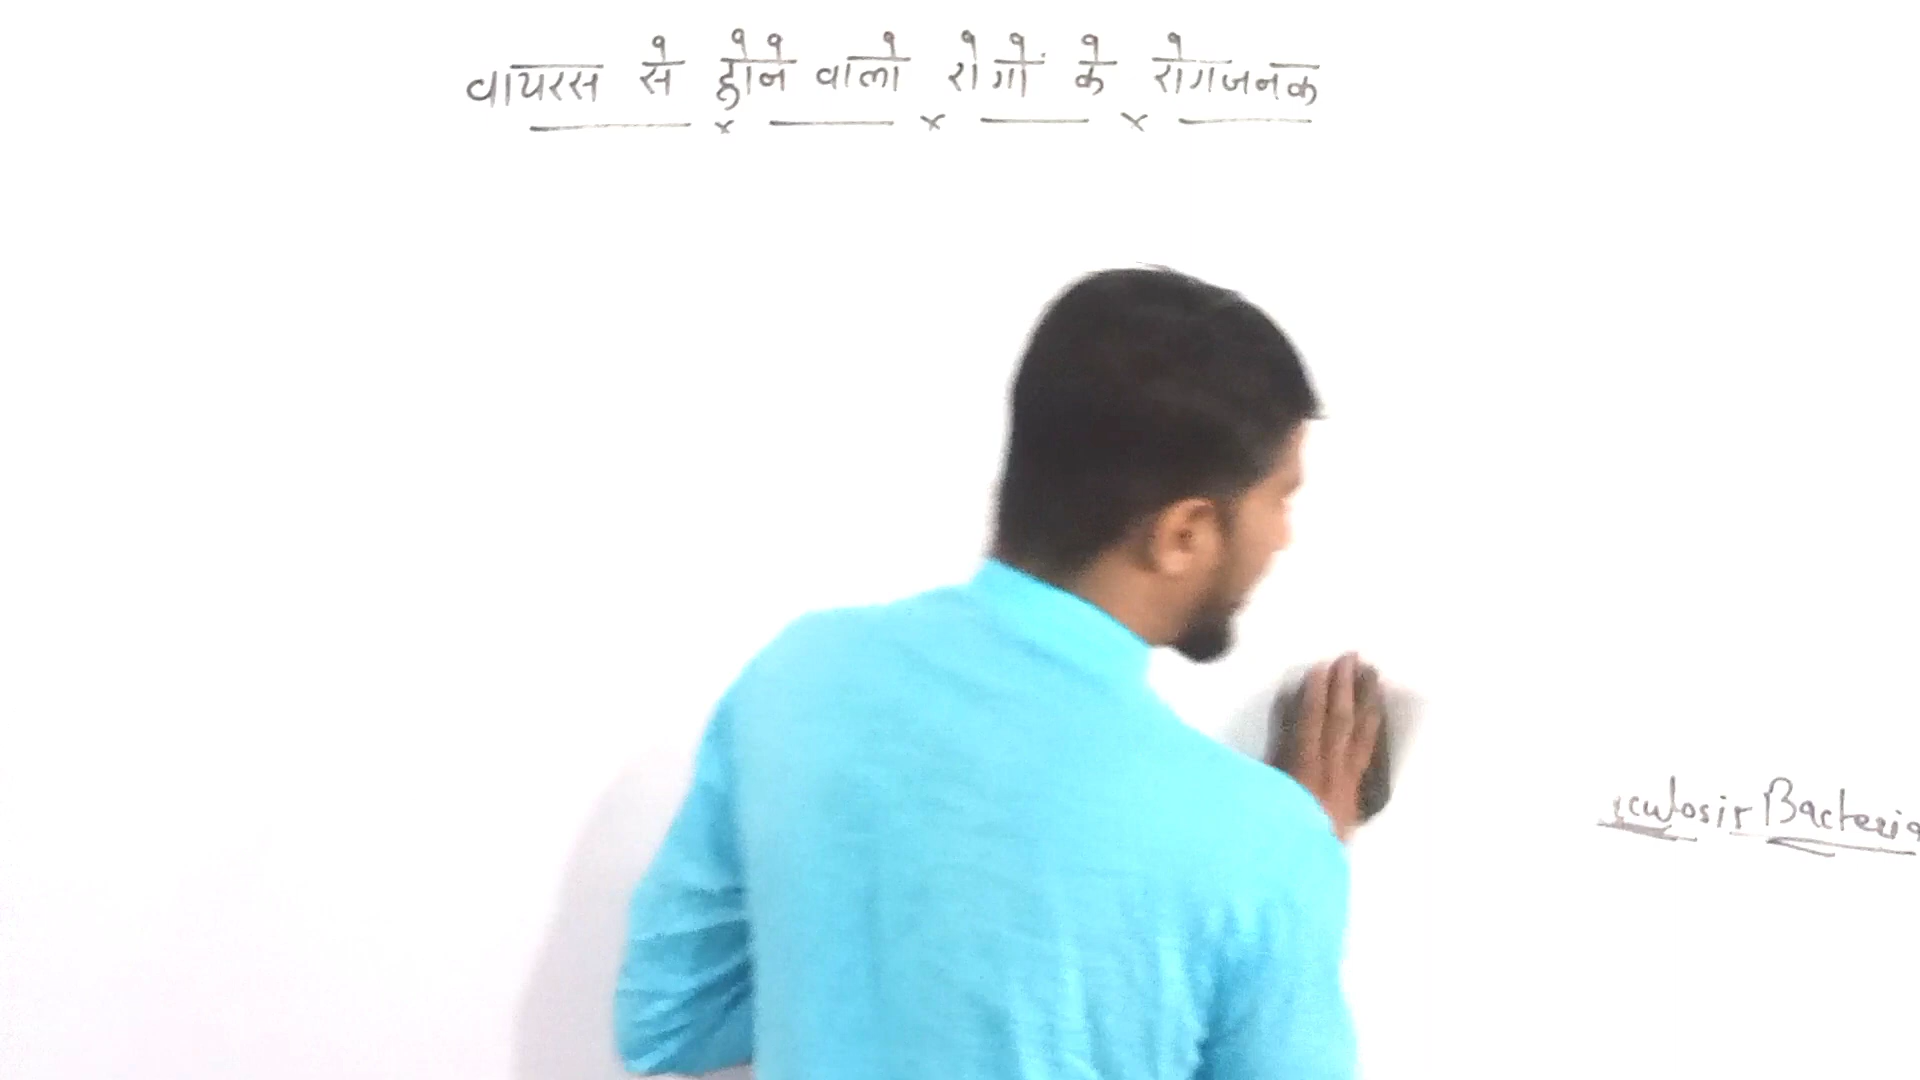 वायरस से होने वाले रोगों के रोगजनक
Bacteria